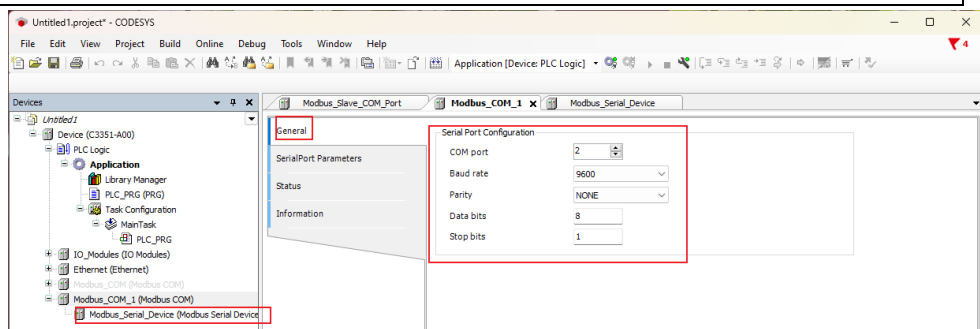 Untitled1.project* - CODESYS
File Edit View Project Build Online Debug Tools Window Help
4
Application [Device: PLC Logic]
Devices
Modbus_Slave_COM_Port
Modbus_COM_1
Modbus_Serial_Device
Untitled1
Device (C3351-A00)
PLC Logic
Application
Library Manager
PLC_PRG (PRG)
Task Configuration
MainTask
PLC_PRG
IO_Modules (IO Modules)
Ethernet (Ethernet)
Modbus_COM (Modbus COM)
Modbus_COM_1 (Modbus COM)
Modbus_Serial_Device (Modbus Serial Device
General
SerialPort Parameters
Status
Information
Serial Port Configuration
COM port 2
Baud rate 9600
Parity NONE
Data bits 8
Stop bits 1